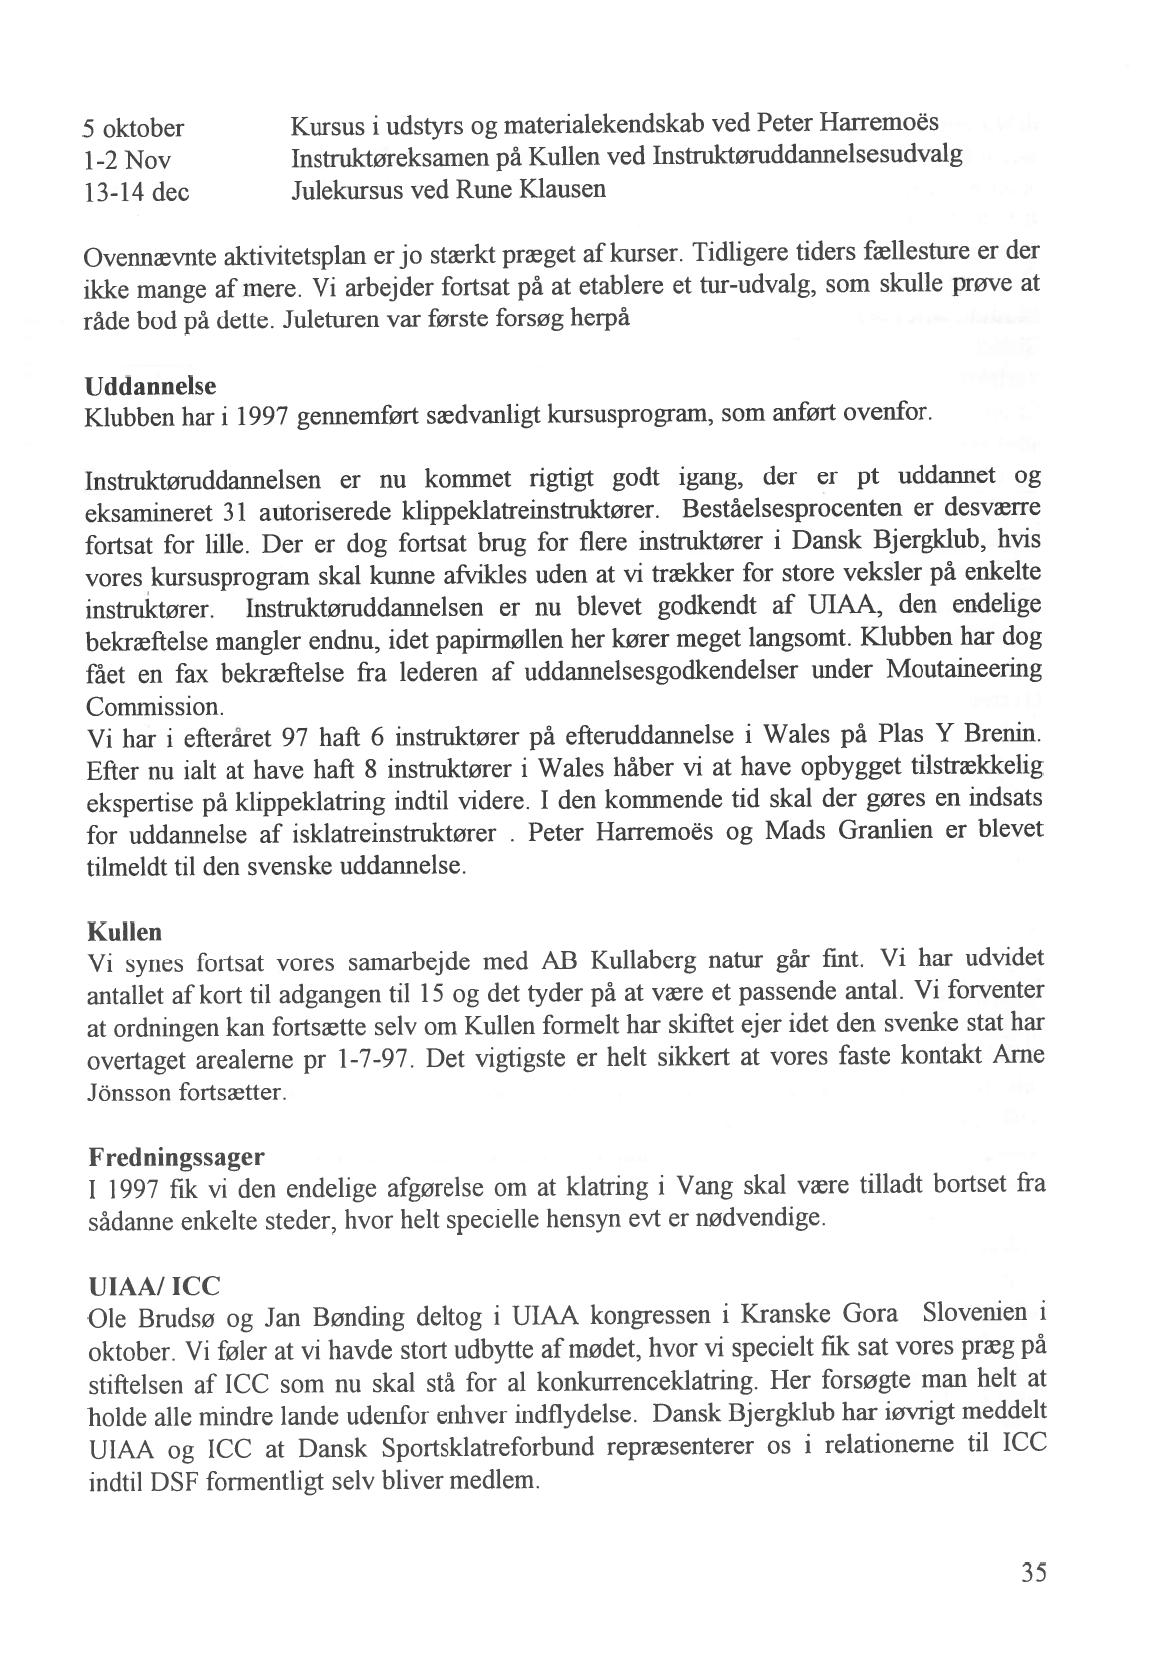 5 oktober Kursus i udstyrs og materialekendskab ved Peter Harremoës
1-2 Nov Instruktøreksamen på Kullen ved Instruktøruddannelsesudvalg
13-14 dec Julekursus ved Rune Klausen
Ovennævnte aktivitetsplan er jo stærkt præget af kurser. Tidligere tiders fællesture er der
ikke mange af mere. Vi arbejder fortsat på at etablere et tur-udvalg, som skulle prøve at
råde bod på dette. Juleturen var første forsøg herpå
Uddannelse
Klubben har i 1997 gennemført sædvanligt kursusprogram, som anført ovenfor.
Instruktøruddannelsen er nu kommet rigtigt godt igang, der er pt uddannet og
eksamineret 31 autoriserede klippeklatreinstruktører. Beståelsesprocenten er desværre
fortsat for lille. Der er dog fortsat brug for flere instruktører i Dansk Bjergklub, hvis
vores kursusprogram skal kunne afvikles uden at vi trækker for store veksler på enkelte
instruktører. Instruktøruddannelsen er nu blevet godkendt af UIAA, den endelige
bekræftelse mangler endnu, idet papirmøllen her kører meget langsomt. Klubben har dog
fået en fax bekræftelse fra lederen af uddannelsesgodkendelser under Moutaineering
Commission.
Vi har i efteråret 97 haft 6 instruktører på efteruddannelse i Wales på Plas Y Brenin.
Efter nu ialt at have haft 8 instruktører i Wales håber vi at have opbygget tilstrækkelig
ekspertise på klippeklatring indtil videre. I den kommende tid skal der gøres en indsats
for uddannelse af isklatreinstruktører . Peter Harremoës og Mads Granlien er blevet
tilmeldt til den svenske uddannelse.
Kullen
Vi synes fortsat vores samarbejde med AB Kullaberg natur går fint. Vi har udvidet
antallet af kort til adgangen til 15 og det tyder på at være et passende antal. Vi forventer
at ordningen kan fortsætte selv om Kullen formelt har skiftet ejer idet den svenke stat har
overtaget arealerne pr 1-7-97. Det vigtigste er helt sikkert at vores faste kontakt Arne
Jönsson fortsætter.
Fredningssager
I 1997 fik vi den endelige afgørelse om at klatring i Vang skal være tilladt bortset fra
sådanne enkelte steder, hvor helt specielle hensyn evt er nødvendige.
UIAA/ ICC
Ole Brudsø og Jan Bønding deltog i UIAA kongressen i Kranske Gora Slovenien i
oktober. Vi føler at vi havde stort udbytte af mødet, hvor vi specielt fik sat vores præg på
stiftelsen af ICC som nu skal stå for al konkurrenceklatring. Her forsøgte man helt at
holde alle mindre lande udenfor enhver indflydelse. Dansk Bjergklub har iøvrigt meddelt
UIAA og ICC at Dansk Sportsklatreforbund repræsenterer os i relationerne til ICC
indtil DSF formentligt selv bliver medlem.
35